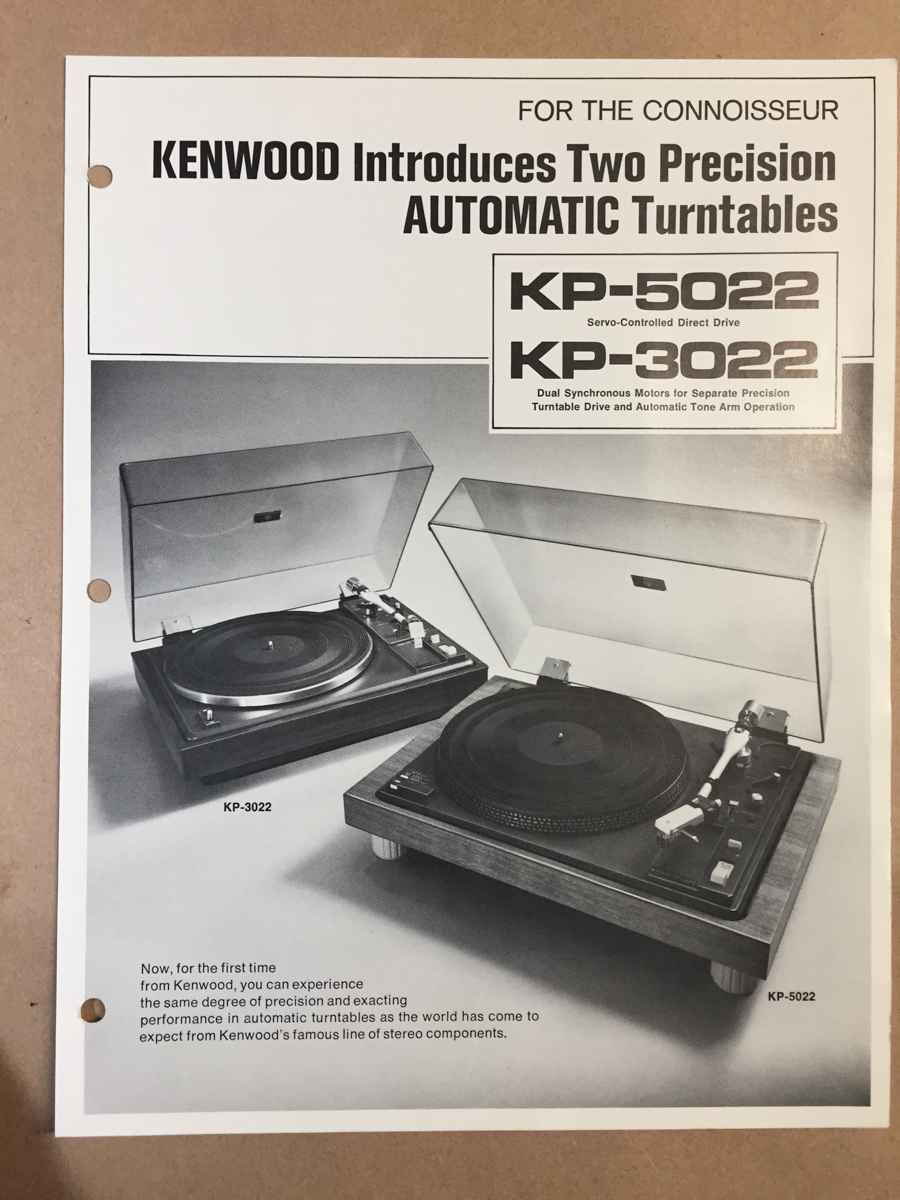 FOR THE CONNOISSEUR
KENWOOD Introduces Two Precision
AUTOMATIC Turntables
KP-5022
Servo-Controlled Direct Drive
KP-3022
Dual Synchronous Motors for Separate Precision
Turntable Drive and Automatic Tone Arm Operation
KP-3022
Now, for the first time
from Kenwood, you can experience
the same degree of precision and exacting
performance in automatic turntables as the world has come to
expect from Kenwood's famous line of stereo components.
KP-5022